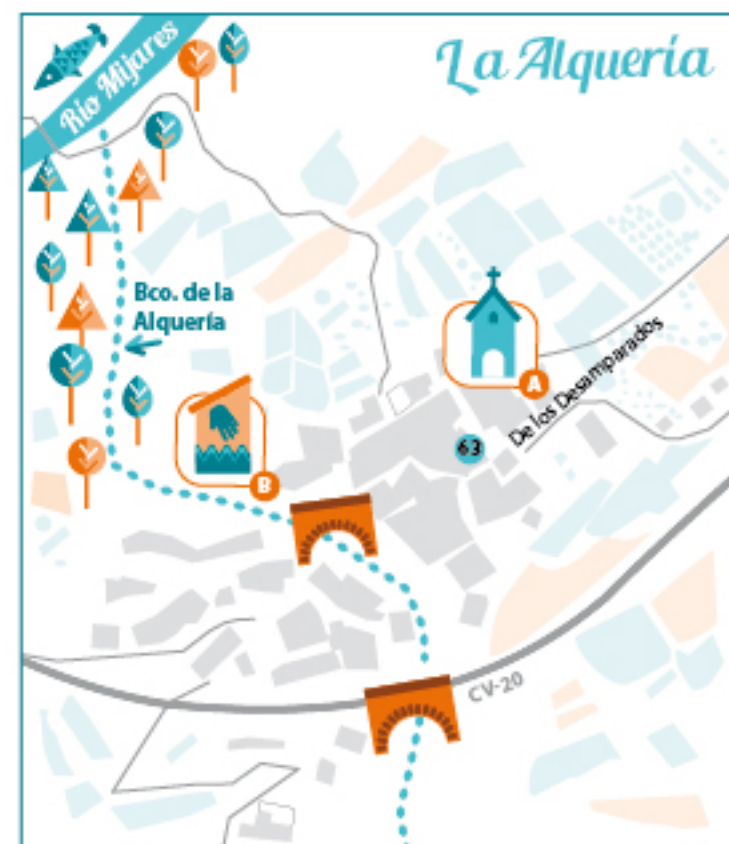 La Alquería
Río Mijares
Bco. de la
Alquería
A
De los Desamparados
63
B
CV-20